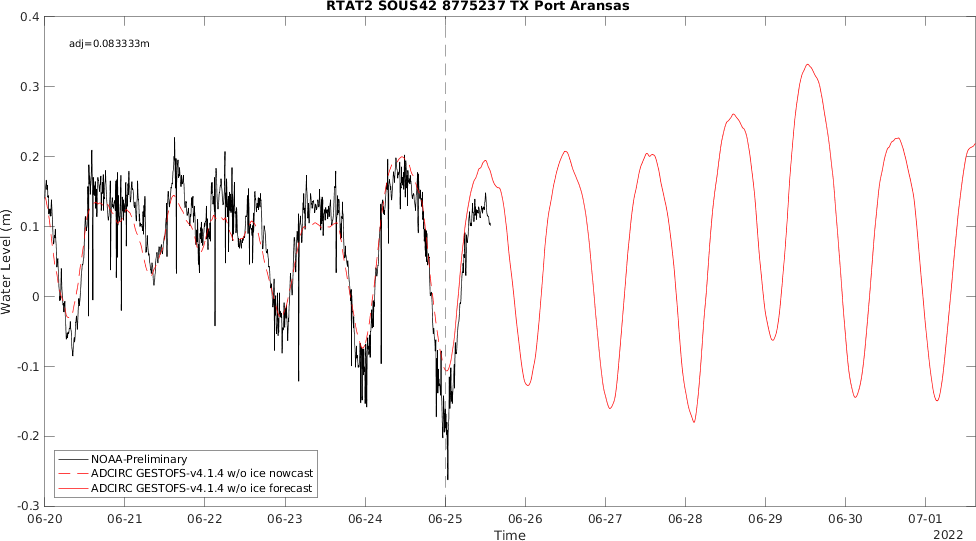 RTAT2 SOUS42 8775237 TX Port Aransas
adj=0.083333m
Water Level (m)
0.4
0.3
0.2
0.1
0
-0.1
-0.2
-0.3
NOAA-Preliminary
ADCIRC GESTOFS-v4.1.4 w/o ice nowcast
ADCIRC GESTOFS-v4.1.4 w/o ice forecast
06-20 06-21 06-22 06-23 06-24 06-25 06-26 06-27 06-28 06-29 06-30 07-01
Time
2022